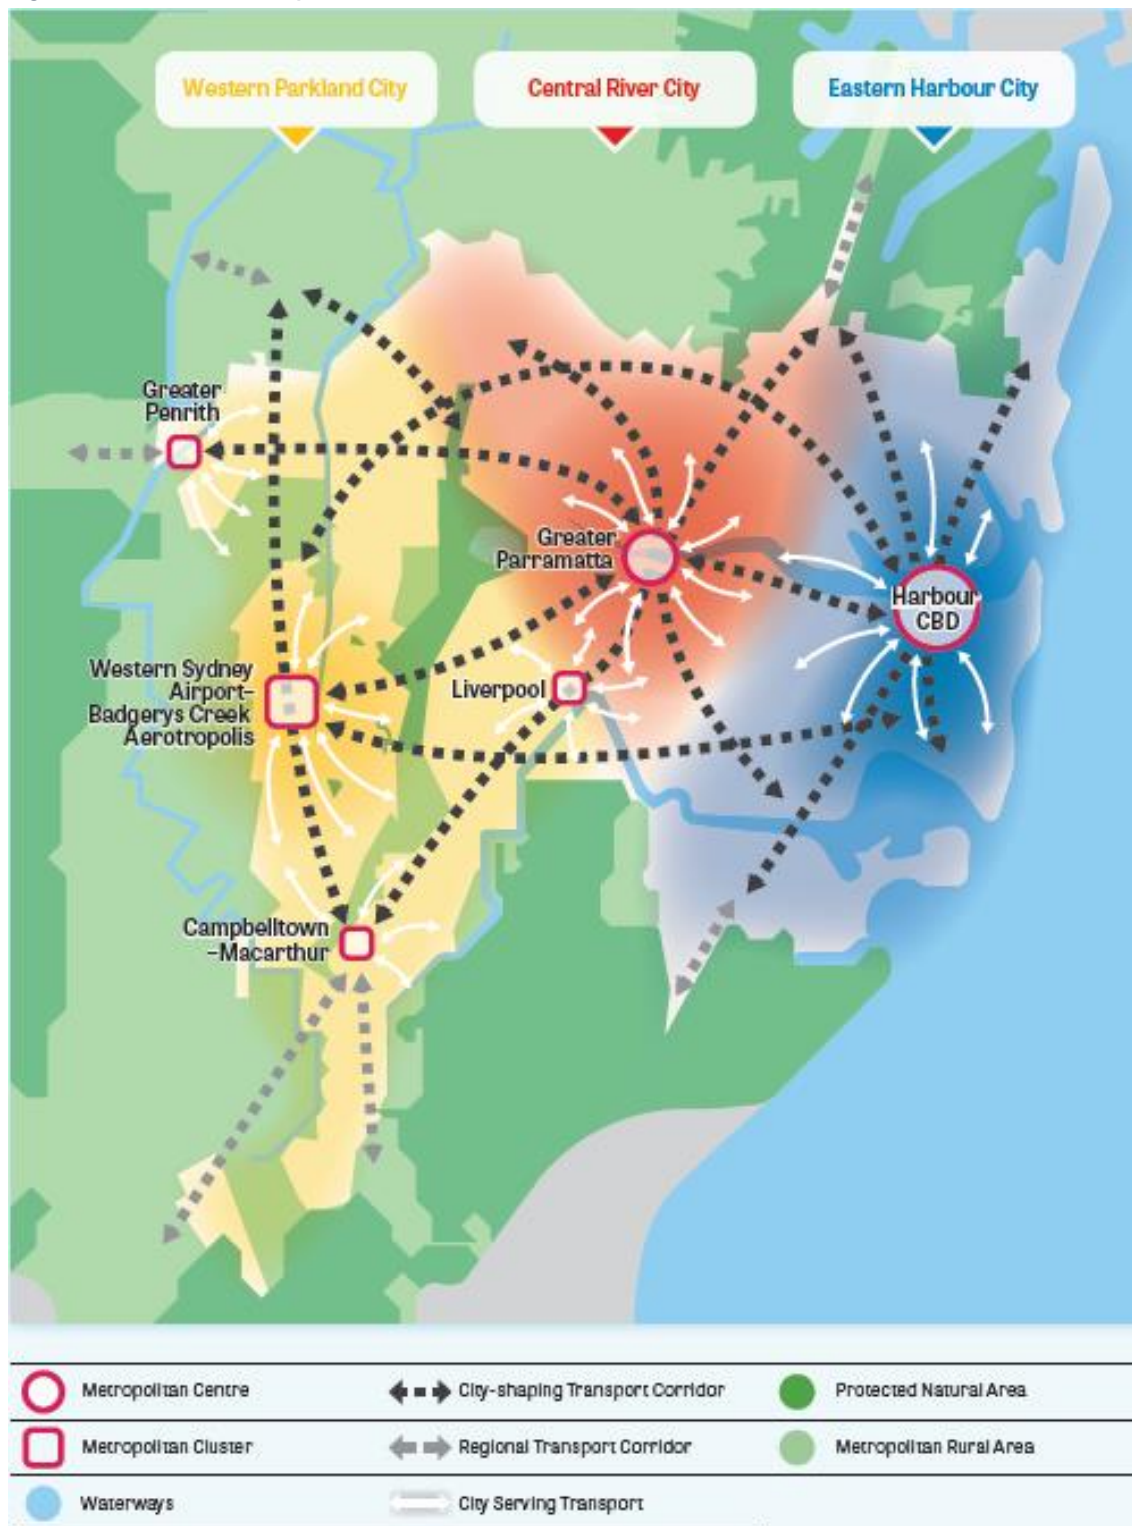 Western Parkland City
Central River City
Eastern Harbour City
Greater
Penrith
Greater
Parramatta
Harbour
CBD
Western Sydney
Airport–
Badgerys Creek
Aerotropolis
Liverpool
Campbelltown
–Macarthur
Metropolitan Centre
City-shaping Transport Corridor
Protected Natural Area
Metropolitan Cluster
Regional Transport Corridor
Metropolitan Rural Area
Waterways
City Serving Transport